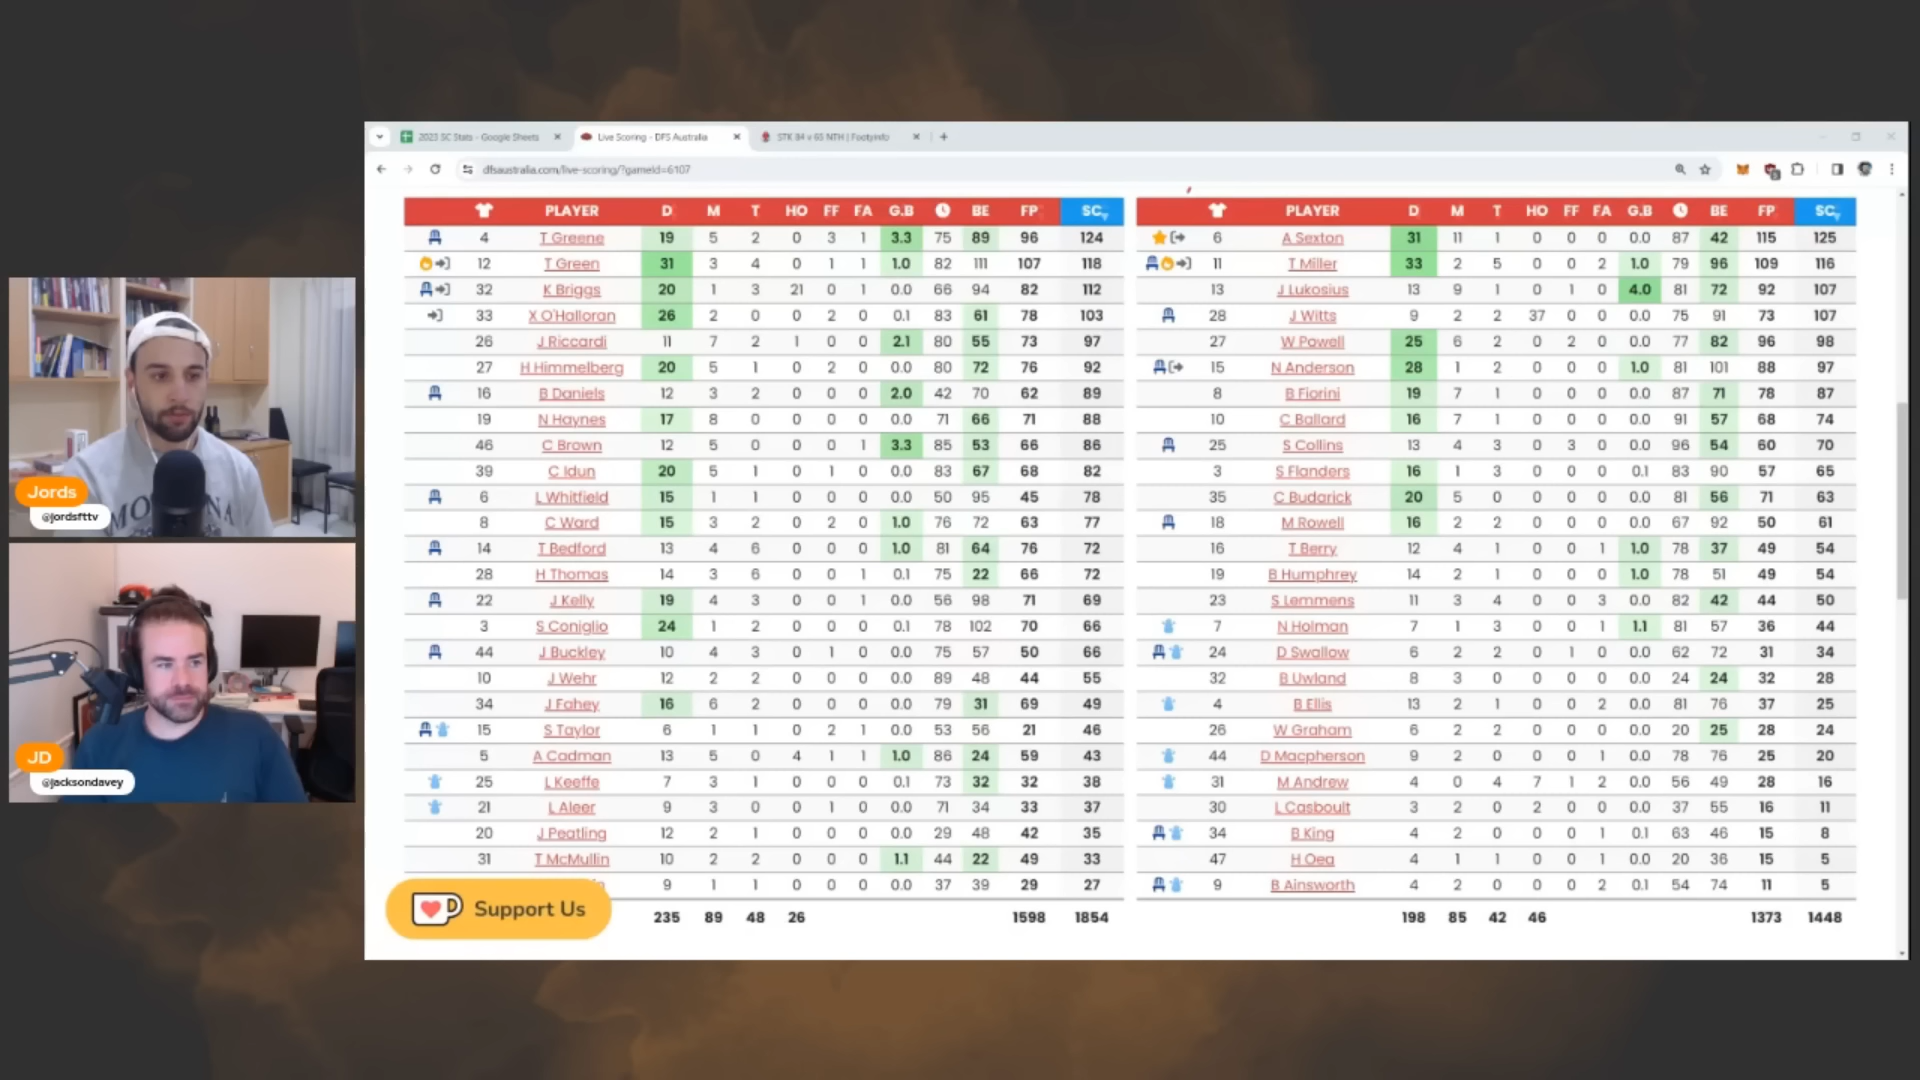 2023 SC Stats - Google Sheets
Live Scoring - DFS Australia
STK 84 v 65 NTH | FootyInfo
dfsaustralia.com/live-scoring/?gameId=6107
PLAYER D M T HO FF FA G.B BE FP SC
4 T Greene 19 5 2 0 3 1 3.3 75 89 96 124
12 T Green 31 3 4 0 1 1 1.0 82 111 107 118
32 K Briggs 20 1 3 21 0 1 0.0 66 94 82 112
33 X O'Halloran 26 2 0 0 2 0 0.1 83 61 78 103
26 J Riccardi 11 7 2 1 0 0 2.1 80 55 73 97
27 H Himmelberg 20 5 1 0 2 0 0.0 80 72 76 92
16 B Daniels 12 3 2 0 0 0 2.0 42 70 62 89
19 N Haynes 17 8 0 0 0 0 0.0 71 66 71 88
46 C Brown 12 5 0 0 0 1 3.3 85 53 66 86
39 C Idun 20 5 1 0 1 0 0.0 83 67 68 82
6 L Whitfield 15 1 1 0 0 0 0.0 50 95 45 78
8 C Ward 15 3 2 0 2 0 1.0 76 72 63 77
14 T Bedford 13 4 6 0 0 0 1.0 81 64 76 72
28 H Thomas 14 3 6 0 0 1 0.1 75 22 66 72
22 J Kelly 19 4 3 0 0 1 0.0 56 98 71 69
3 S Coniglio 24 1 2 0 0 0 0.1 78 102 70 66
44 J Buckley 10 4 3 0 1 0 0.0 75 57 50 66
10 J Wehr 12 2 2 0 0 0 0.0 89 48 44 55
34 J Fahey 16 6 2 0 0 0 0.0 79 31 69 49
15 S Taylor 6 1 1 0 2 1 0.0 53 56 21 46
5 A Cadman 13 5 0 4 1 1 1.0 86 24 59 43
25 L Keeffe 7 3 1 0 0 0 0.1 73 32 32 38
21 L Aleer 9 3 0 0 1 0 0.0 71 34 33 37
20 J Peatling 12 2 1 0 0 0 0.0 29 48 42 35
31 T McMullin 10 2 2 0 0 0 1.1 44 22 49 33
9 1 1 0 0 0 0.0 37 39 29 27
235 89 48 26 1598 1854
PLAYER D M T HO FF FA G.B BE FP SC
6 A Sexton 31 11 1 0 0 0 0.0 87 42 115 125
11 T Miller 33 2 5 0 0 2 1.0 79 96 109 116
13 J Lukosius 13 9 1 0 1 0 4.0 81 72 92 107
28 J Witts 9 2 2 37 0 0 0.0 75 91 73 107
27 W Powell 25 6 2 0 2 0 0.0 77 82 96 98
15 N Anderson 28 1 2 0 0 0 1.0 81 101 88 97
8 B Fiorini 19 7 1 0 0 0 0.0 87 71 78 87
10 C Ballard 16 7 1 0 0 0 0.0 91 57 68 74
25 S Collins 13 4 3 0 3 0 0.0 96 54 60 70
3 S Flanders 16 1 3 0 0 0 0.1 83 90 57 65
35 C Budarick 20 5 0 0 0 0 0.0 81 56 71 63
18 M Rowell 16 2 2 0 0 0 0.0 67 92 50 61
16 T Berry 12 4 1 0 0 1 1.0 78 37 49 54
19 B Humphrey 14 2 1 0 0 0 1.0 78 51 49 54
23 S Lemmens 11 3 4 0 0 3 0.0 82 42 44 50
7 N Holman 7 1 3 0 0 1 1.1 81 57 36 44
24 D Swallow 6 2 2 0 1 0 0.0 62 72 31 34
32 B Uwland 8 3 0 0 0 0 0.0 24 24 32 28
4 B Ellis 13 2 1 0 0 2 0.0 81 76 37 25
26 W Graham 6 2 2 0 0 0 0.0 20 25 28 24
44 D Macpherson 9 2 0 0 0 1 0.0 78 76 25 20
31 M Andrew 4 0 4 7 1 2 0.0 56 49 28 16
30 L Casboult 3 2 0 2 0 0 0.0 37 55 16 11
34 B King 4 2 0 0 0 1 0.1 63 46 15 8
47 H Oea 4 1 1 0 0 1 0.0 20 36 15 5
9 B Ainsworth 4 2 0 0 0 2 0.1 54 74 11 5
198 85 42 46 1373 1448
Support Us
Jords
@jordsfttv
JD
@jacksondavey